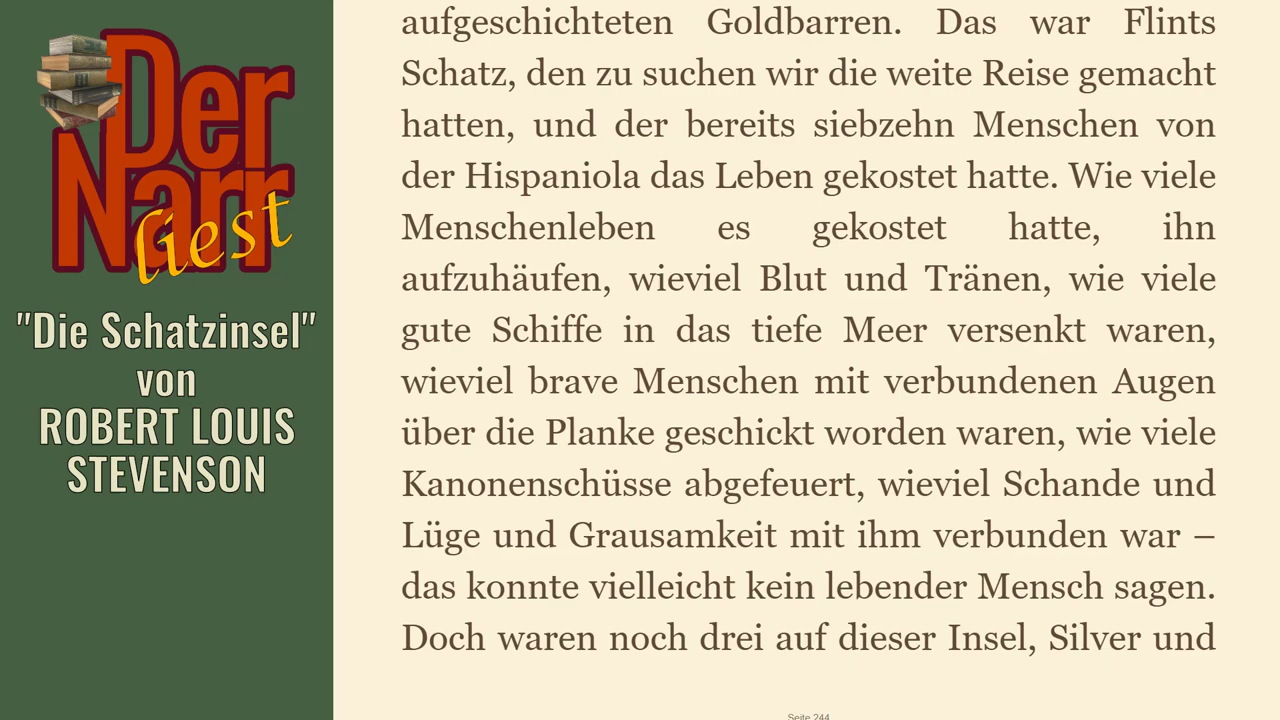 Der
Narr
liest
"Die Schatzinsel"
von
ROBERT LOUIS
STEVENSON
aufgeschichteten Goldbarren. Das war Flints
Schatz, den zu suchen wir die weite Reise gemacht
hatten, und der bereits siebzehn Menschen von
der Hispaniola das Leben gekostet hatte. Wie viele
Menschenleben es gekostet hatte, ihn
aufzuhäufen, wieviel Blut und Tränen, wie viele
gute Schiffe in das tiefe Meer versenkt waren,
wieviel brave Menschen mit verbundenen Augen
über die Planke geschickt worden waren, wie viele
Kanonenschüsse abgefeuert, wieviel Schande und
Lüge und Grausamkeit mit ihm verbunden war –
das konnte vielleicht kein lebender Mensch sagen.
Doch waren noch drei auf dieser Insel, Silver und
Seite 244